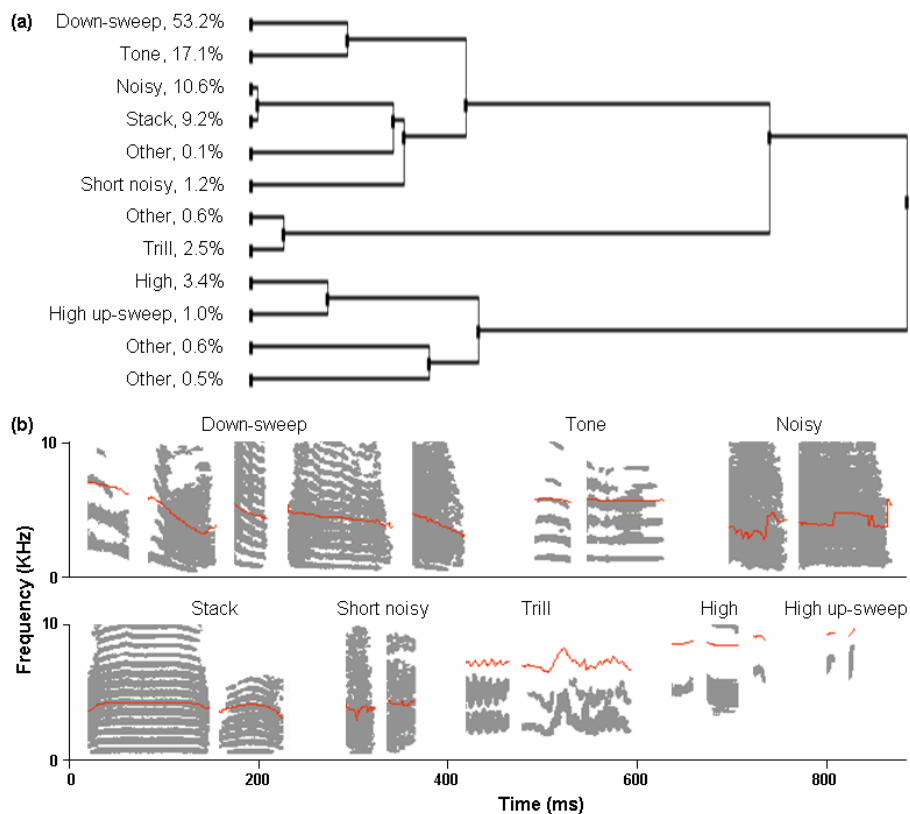 (a)
Down-sweep, 53.2%
Tone, 17.1%
Noisy, 10.6%
Stack, 9.2%
Other, 0.1%
Short noisy, 1.2%
Other, 0.6%
Trill, 2.5%
High, 3.4%
High up-sweep, 1.0%
Other, 0.6%
Other, 0.5%
(b)
Down-sweep Tone Noisy
10
0
Stack Short noisy Trill High High up-sweep
10
0
Frequency (KHz)
0 200 400 600 800
Time (ms)